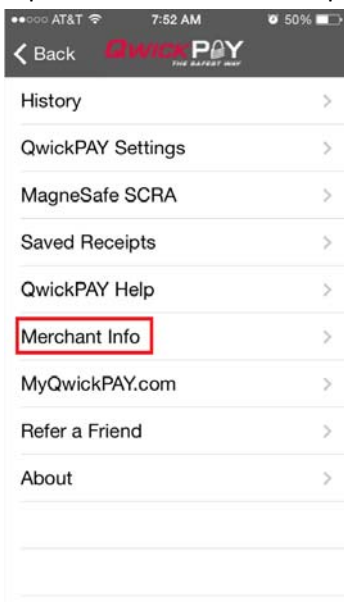 ●●○○○ AT&T 7:52 AM 50%
Back QwickPAY
THE SAFEST WAY
History
QwickPAY Settings
MagneSafe SCRA
Saved Receipts
QwickPAY Help
Merchant Info
MyQwickPAY.com
Refer a Friend
About